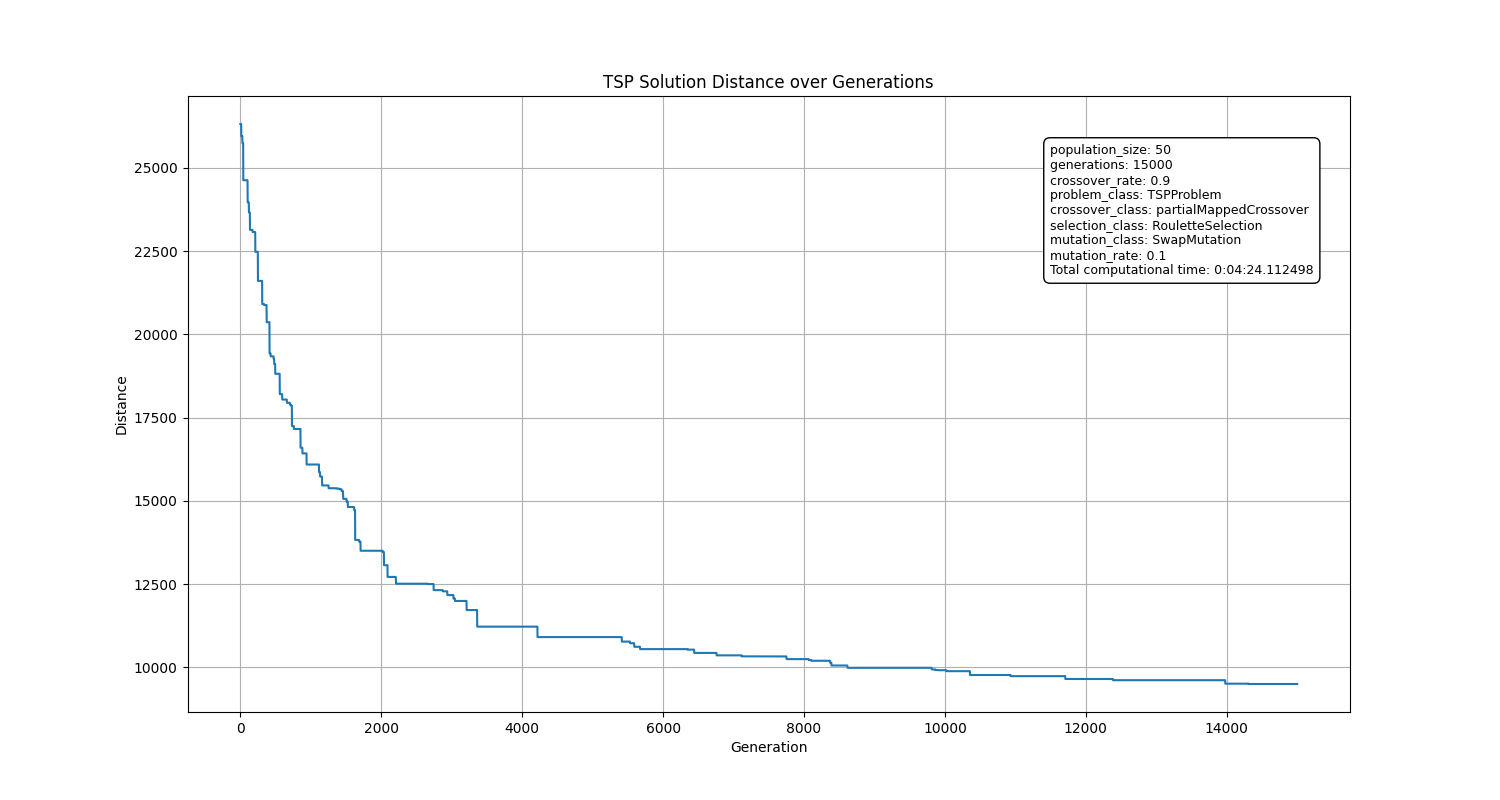 TSP Solution Distance over Generations
25000
22500
20000
17500
15000
12500
10000
Distance
population_size: 50
generations: 15000
crossover_rate: 0.9
problem_class: TSPProblem
crossover_class: partialMappedCrossover
selection_class: RouletteSelection
mutation_class: SwapMutation
mutation_rate: 0.1
Total computational time: 0:04:24.112498
0 2000 4000 6000 8000 10000 12000 14000
Generation